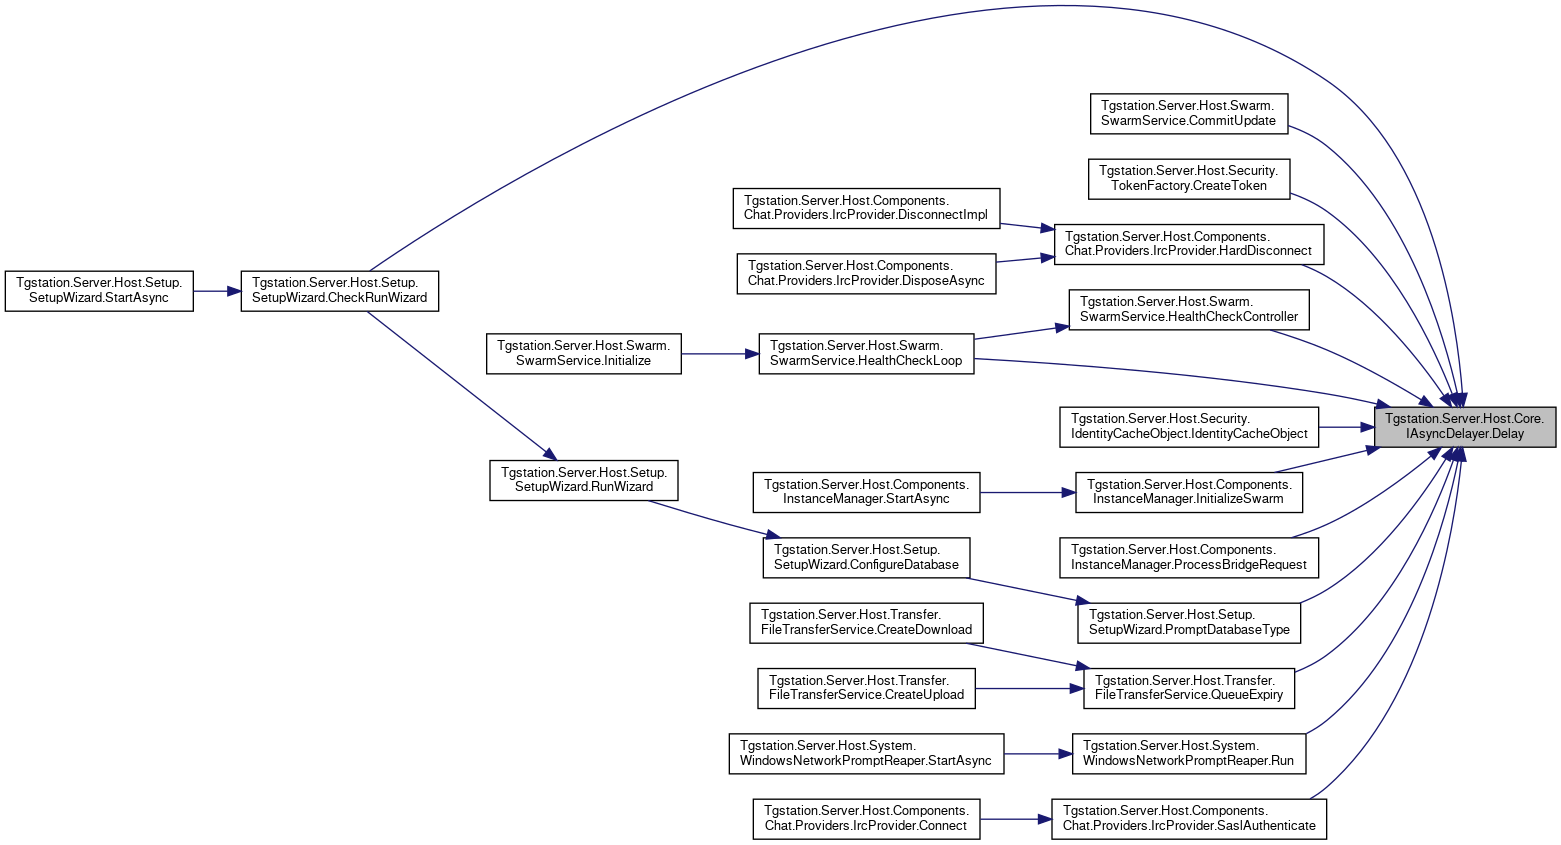 Tgstation.Server.Host.Swarm.
SwarmService.CommitUpdate
Tgstation.Server.Host.Security.
TokenFactory.CreateToken
Tgstation.Server.Host.Components.
Chat.Providers.IrcProvider.DisconnectImpl
Tgstation.Server.Host.Components.
Chat.Providers.IrcProvider.HardDisconnect
Tgstation.Server.Host.Components.
Chat.Providers.IrcProvider.DisposeAsync
Tgstation.Server.Host.Setup.
SetupWizard.StartAsync
Tgstation.Server.Host.Setup.
SetupWizard.CheckRunWizard
Tgstation.Server.Host.Swarm.
SwarmService.HealthCheckController
Tgstation.Server.Host.Swarm.
SwarmService.Initialize
Tgstation.Server.Host.Swarm.
SwarmService.HealthCheckLoop
Tgstation.Server.Host.Security.
IdentityCacheObject.IdentityCacheObject
Tgstation.Server.Host.Core.
IAsyncDelayer.Delay
Tgstation.Server.Host.Setup.
SetupWizard.RunWizard
Tgstation.Server.Host.Components.
InstanceManager.StartAsync
Tgstation.Server.Host.Components.
InstanceManager.InitializeSwarm
Tgstation.Server.Host.Setup.
SetupWizard.ConfigureDatabase
Tgstation.Server.Host.Components.
InstanceManager.ProcessBridgeRequest
Tgstation.Server.Host.Transfer.
FileTransferService.CreateDownload
Tgstation.Server.Host.Setup.
SetupWizard.PromptDatabaseType
Tgstation.Server.Host.Transfer.
FileTransferService.CreateUpload
Tgstation.Server.Host.Transfer.
FileTransferService.QueueExpiry
Tgstation.Server.Host.System.
WindowsNetworkPromptReaper.StartAsync
Tgstation.Server.Host.System.
WindowsNetworkPromptReaper.Run
Tgstation.Server.Host.Components.
Chat.Providers.IrcProvider.Connect
Tgstation.Server.Host.Components.
Chat.Providers.IrcProvider.SaslAuthenticate